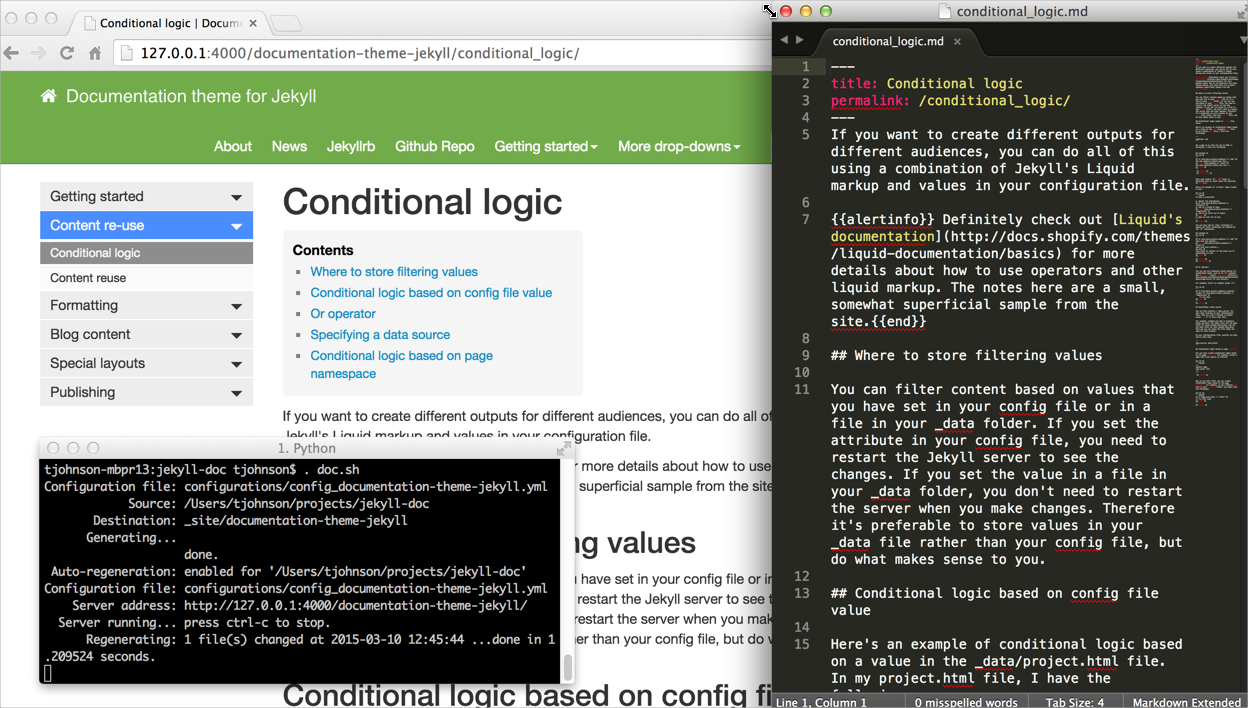 Conditional logic | Docum
127.0.0.1:4000/documentation-theme-jekyll/conditional_logic/
Documentation theme for Jekyll
About News Jekyllrb Github Repo Getting started More drop-downs
Getting started
Content re-use
Conditional logic
Content reuse
Formatting
Blog content
Special layouts
Publishing
Conditional logic
Contents
Where to store filtering values
Conditional logic based on config file value
Or operator
Specifying a data source
Conditional logic based on page
namespace
If you want to create different outputs for different audiences, you can do all of
Jekyll's Liquid markup and values in your configuration file.
more details about how to use
superficial sample from the site
ng values
have set in your config file or in
restart the Jekyll server to see t
restart the server when you mak
her than your config file, but do w
Conditional logic based on config fi
1. Python
tjohnson-mbpr13:jekyll-doc tjohnson$ . doc.sh
Configuration file: configurations/config_documentation-theme-jekyll.yml
Source: /Users/tjohnson/projects/jekyll-doc
Destination: _site/documentation-theme-jekyll
Generating...
done.
Auto-regeneration: enabled for '/Users/tjohnson/projects/jekyll-doc'
Configuration file: configurations/config_documentation-theme-jekyll.yml
Server address: http://127.0.0.1:4000/documentation-theme-jekyll/
Server running... press ctrl-c to stop.
Regenerating: 1 file(s) changed at 2015-03-10 12:45:44 ...done in 1
.209524 seconds.
conditional_logic.md
conditional_logic.md
1 ---
2 title: Conditional logic
3 permalink: /conditional_logic/
4 ---
5 If you want to create different outputs for
different audiences, you can do all of this
using a combination of Jekyll's Liquid
markup and values in your configuration file.
6
7 {{alertinfo}} Definitely check out [Liquid's
documentation](http://docs.shopify.com/themes
/liquid-documentation/basics) for more
details about how to use operators and other
liquid markup. The notes here are a small,
somewhat superficial sample from the
site.{{end}}
8
9 ## Where to store filtering values
10
11 You can filter content based on values that
you have set in your config file or in a
file in your _data folder. If you set the
attribute in your config file, you need to
restart the Jekyll server to see the
changes. If you set the value in a file in
your _data folder, you don't need to restart
the server when you make changes. Therefore
it's preferable to store values in your
_data file rather than your config file, but
do what makes sense to you.
12
13 ## Conditional logic based on config file
value
14
15 Here's an example of conditional logic based
on a value in the _data/project.html file.
In my project.html file, I have the
Line 1, Column 1 0 misspelled words Tab Size: 4 Markdown Extended